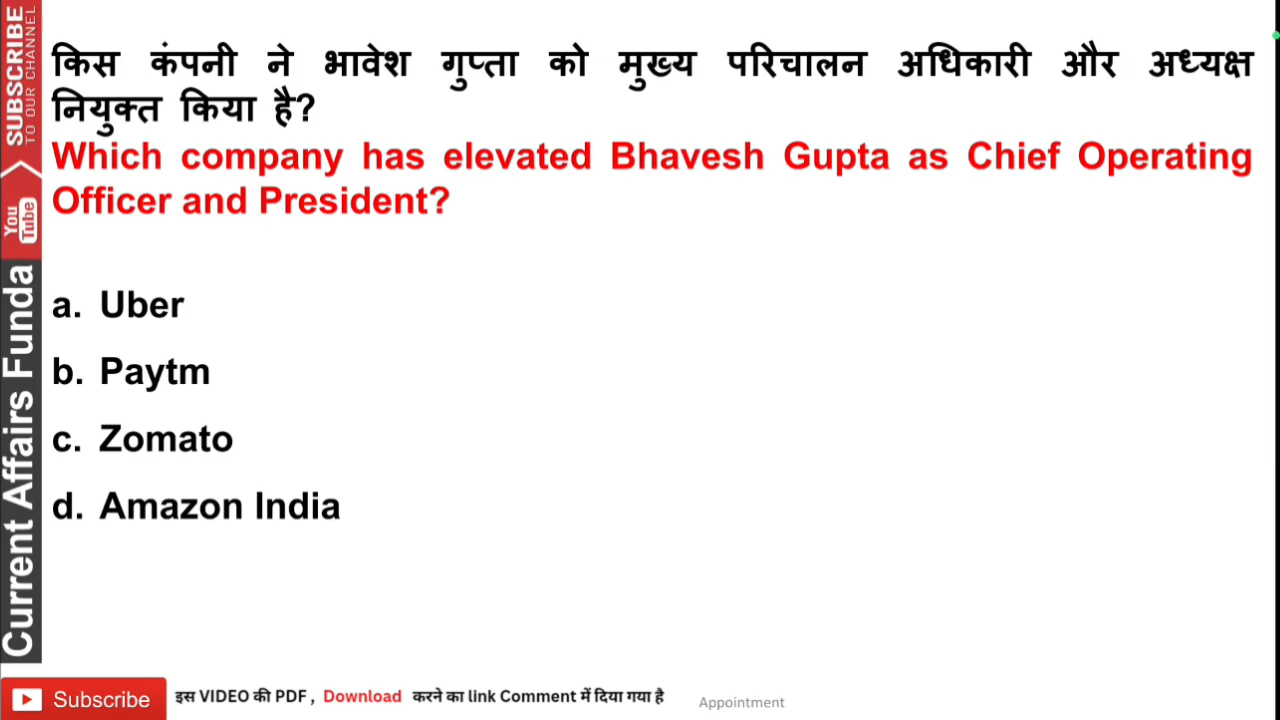 किस कंपनी ने भावेश गुप्ता को मुख्य परिचालन अधिकारी और अध्यक्ष
नियुक्त किया है?
Which company has elevated Bhavesh Gupta as Chief Operating
Officer and President?
a. Uber
b. Paytm
c. Zomato
d. Amazon India
SUBSCRIBE
TO OUR CHANNEL
You
Tube
Current Affairs Funda
Subscribe
इस VIDEO की PDF , Download करने का link Comment में दिया गया है
Appointment